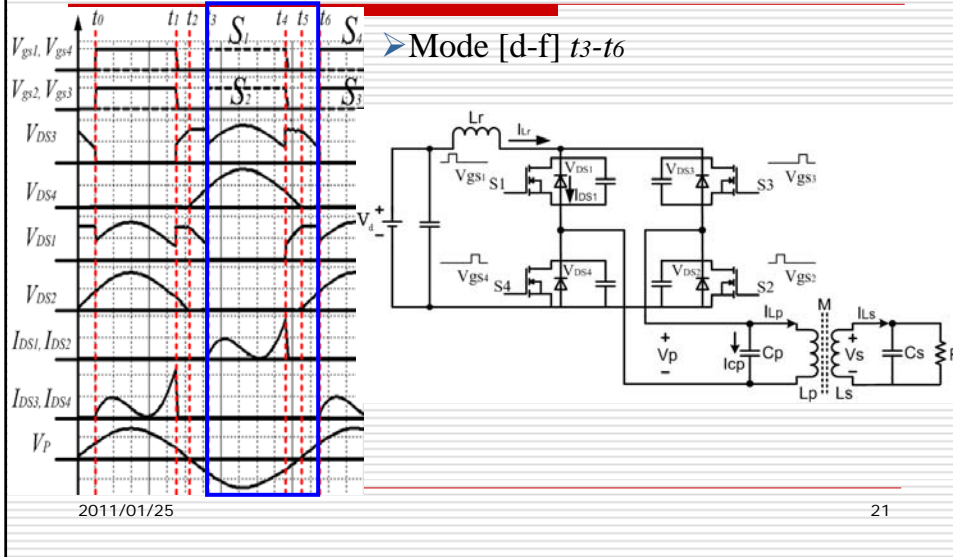 ➢Mode [d-f] t3-t6
t0 t1 t2 t3 t4 t5 t6
Vgs1, Vgs4
S1
S4
Vgs2, Vgs3
S2
S3
VDS3
VDS4
VDS1
VDS2
IDS1, IDS2
IDS3, IDS4
VP
Lr
ILr
Vgs1
S1
VDS1
IDS1
VDS3
S3
Vgs3
Vd
+
−
Vgs4
S4
VDS4
VDS2
S2
Vgs2
+
Vp
−
Icp
Cp
ILp
M
ILs
+
Vs
−
Cs
R
Lp
Ls
2011/01/25
21